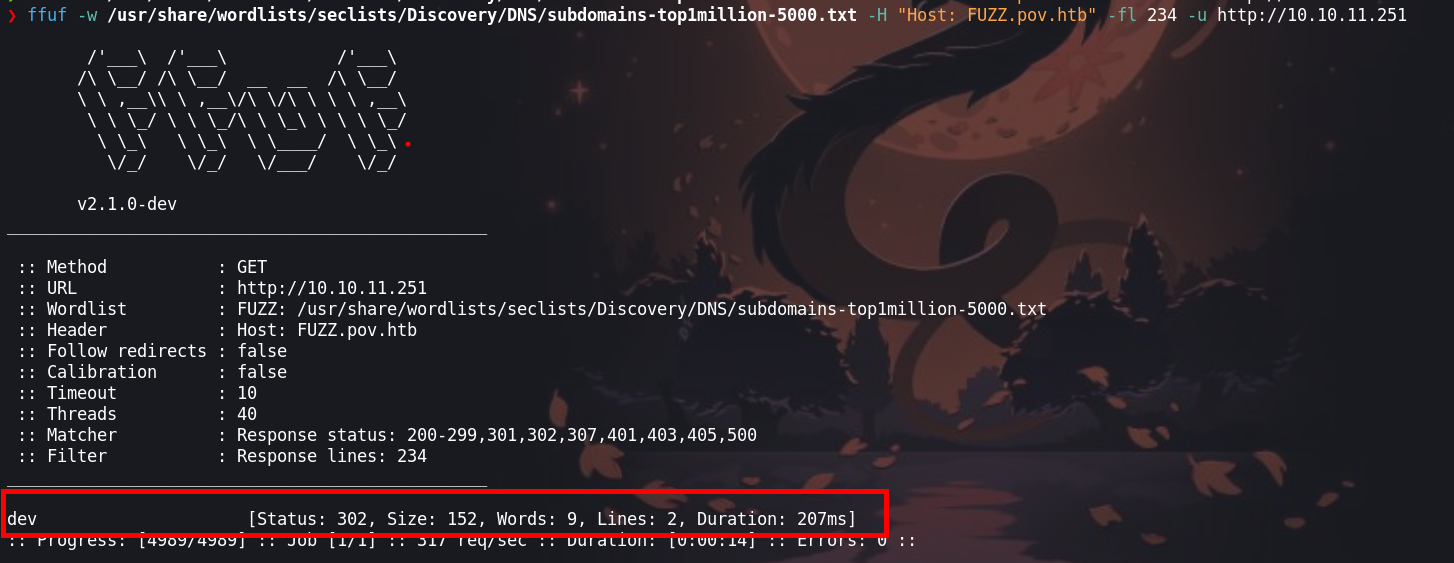 ❯ ffuf -w /usr/share/wordlists/seclists/Discovery/DNS/subdomains-top1million-5000.txt -H "Host: FUZZ.pov.htb" -fl 234 -u http://10.10.11.251
        /'___\  /'___\           /'___\
       /\ \__/ /\ \__/  __  __  /\ \__/
       \ \ ,__\\ \ ,__\/\ \/\ \ \ \ ,__\
        \ \ \_/ \ \ \_/\ \ \_\ \ \ \ \_/
         \ \_\   \ \_\  \ \____/  \ \_\
          \/_/    \/_/   \/___/    \/_/
v2.1.0-dev
________________________________________________
:: Method           : GET
:: URL              : http://10.10.11.251
:: Wordlist         : FUZZ: /usr/share/wordlists/seclists/Discovery/DNS/subdomains-top1million-5000.txt
:: Header           : Host: FUZZ.pov.htb
:: Follow redirects : false
:: Calibration      : false
:: Timeout          : 10
:: Threads          : 40
:: Matcher          : Response status: 200-299,301,302,307,401,403,405,500
:: Filter           : Response lines: 234
________________________________________________
dev                     [Status: 302, Size: 152, Words: 9, Lines: 2, Duration: 207ms]
:: Progress: [4989/4989] :: Job [1/1] :: 317 req/sec :: Duration: [0:00:14] :: Errors: 0 ::